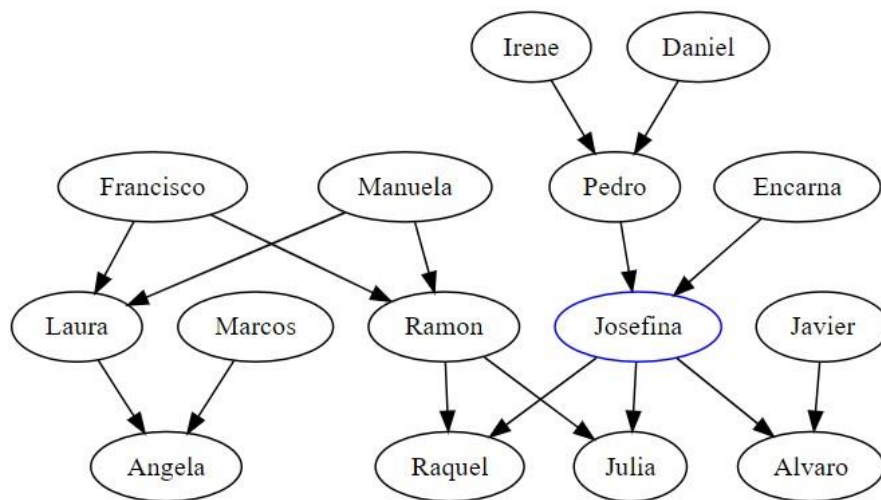 Irene
Daniel
Francisco
Manuela
Pedro
Encarna
Laura
Marcos
Ramon
Josefina
Javier
Angela
Raquel
Julia
Alvaro